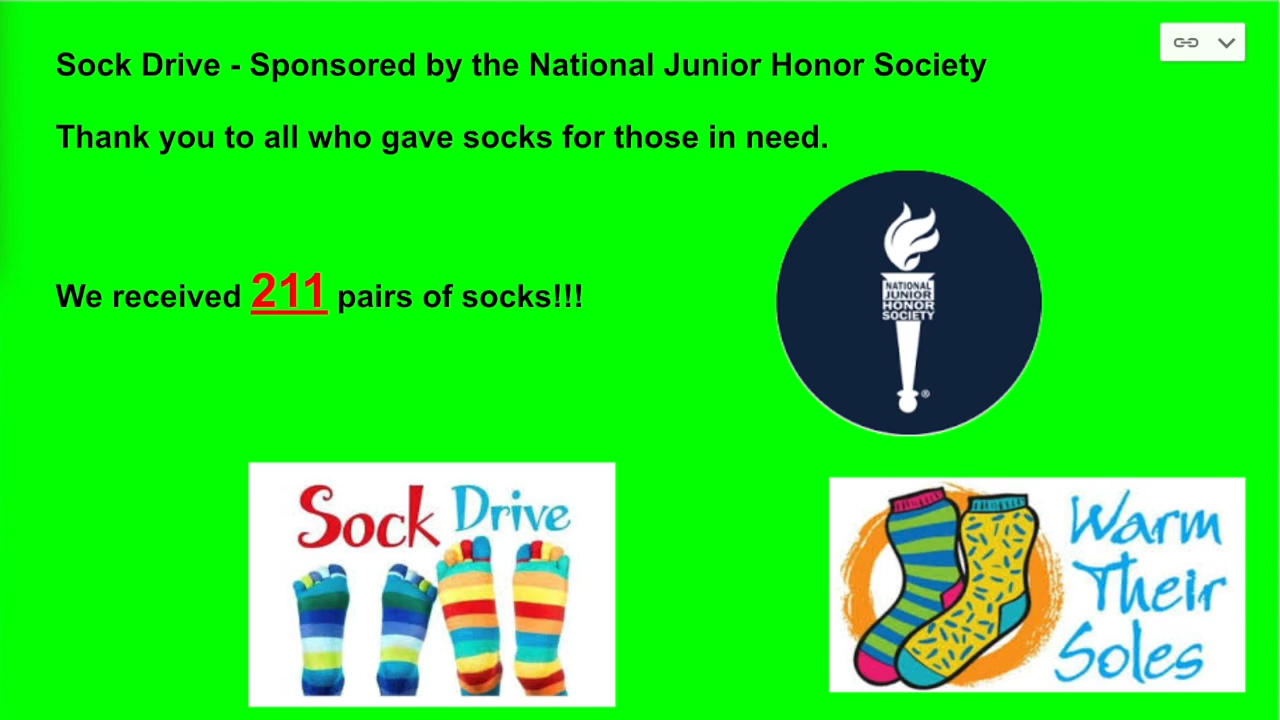 Sock Drive - Sponsored by the National Junior Honor Society
Thank you to all who gave socks for those in need.
We received 211 pairs of socks!!!
NATIONAL
JUNIOR
HONOR
SOCIETY
®
Sock Drive
Warm
Their
Soles